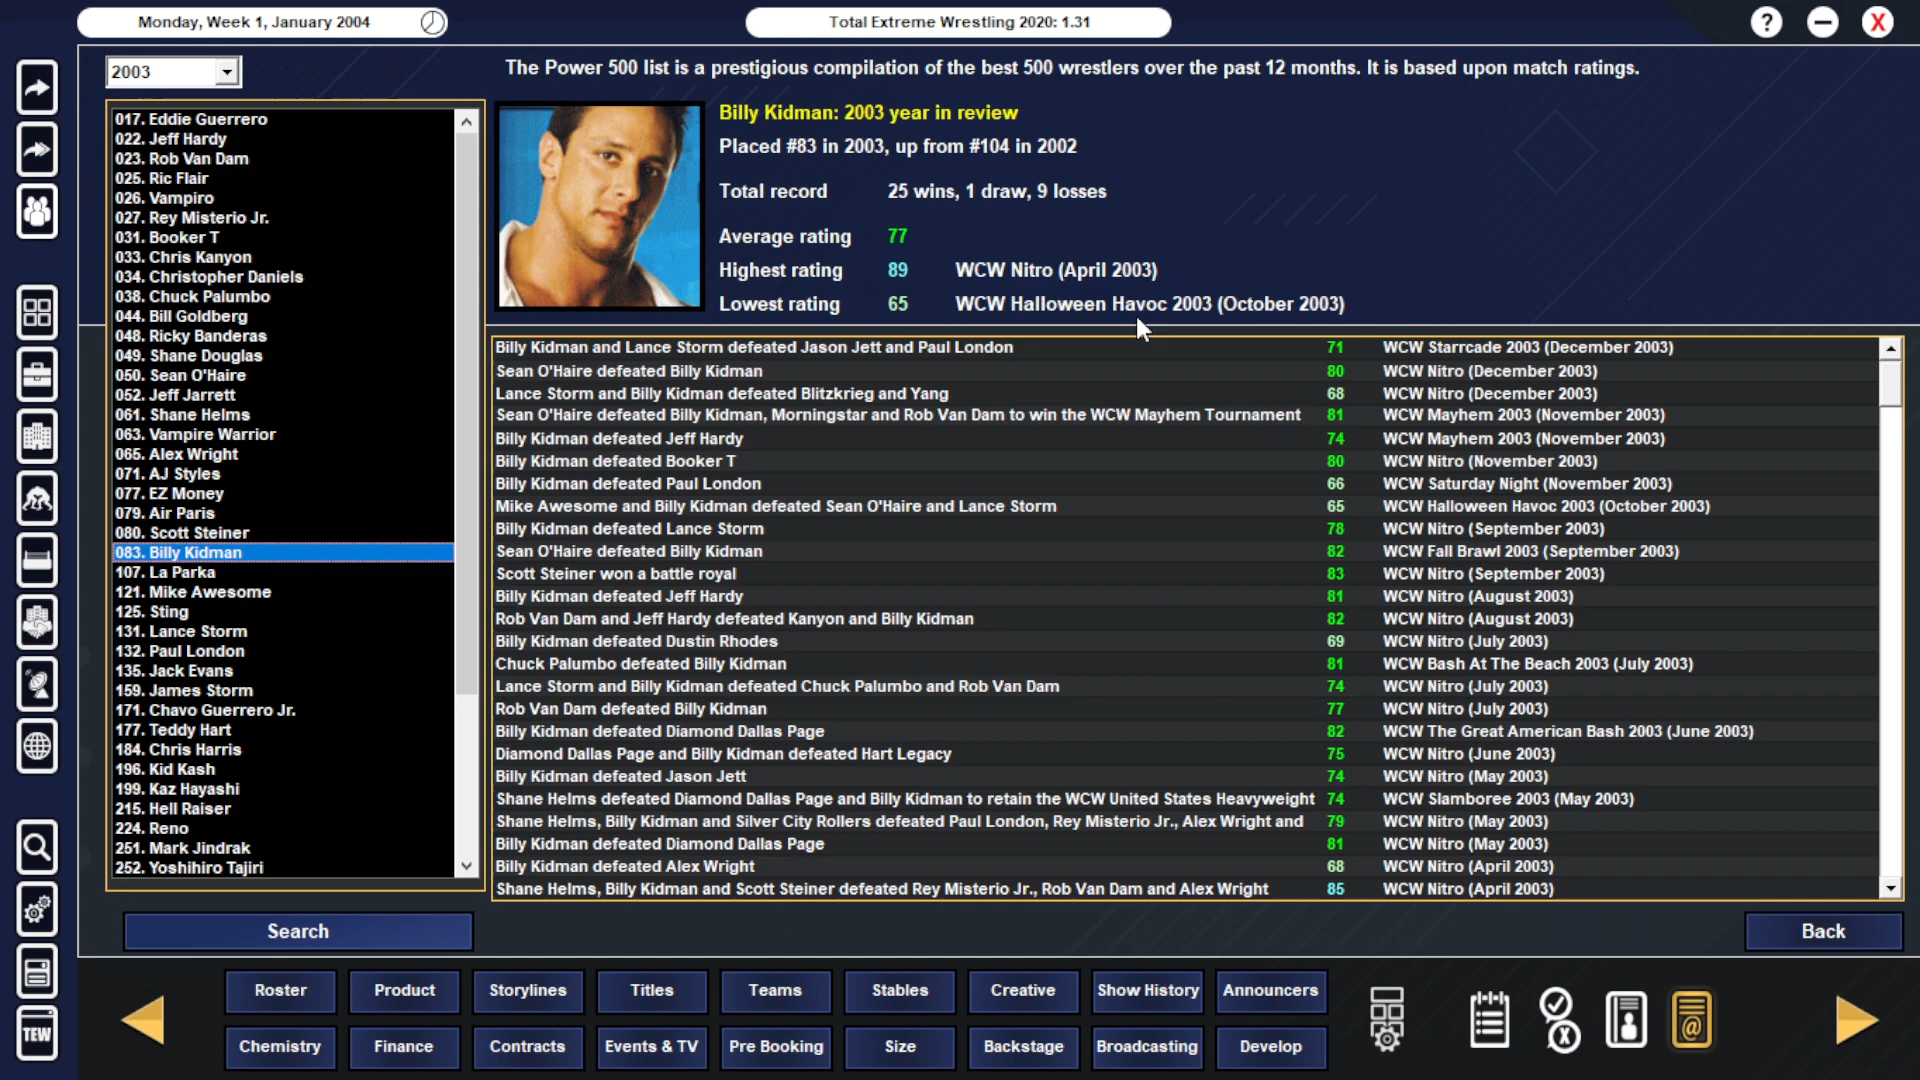 Monday, Week 1, January 2004
Total Extreme Wrestling 2020: 1.31
?
X
2003
The Power 500 list is a prestigious compilation of the best 500 wrestlers over the past 12 months. It is based upon match ratings.
017. Eddie Guerrero
022. Jeff Hardy
023. Rob Van Dam
025. Ric Flair
026. Vampiro
027. Rey Misterio Jr.
031. Booker T
033. Chris Kanyon
034. Christopher Daniels
038. Chuck Palumbo
044. Bill Goldberg
048. Ricky Banderas
049. Shane Douglas
050. Sean O'Haire
052. Jeff Jarrett
061. Shane Helms
063. Vampire Warrior
065. Alex Wright
071. AJ Styles
077. EZ Money
079. Air Paris
080. Scott Steiner
083. Billy Kidman
107. La Parka
121. Mike Awesome
125. Sting
131. Lance Storm
132. Paul London
135. Jack Evans
159. James Storm
171. Chavo Guerrero Jr.
177. Teddy Hart
184. Chris Harris
196. Kid Kash
199. Kaz Hayashi
215. Hell Raiser
224. Reno
251. Mark Jindrak
252. Yoshihiro Tajiri
Search
Billy Kidman: 2003 year in review
Placed #83 in 2003, up from #104 in 2002
Total record 25 wins, 1 draw, 9 losses
Average rating 77
Highest rating 89 WCW Nitro (April 2003)
Lowest rating 65 WCW Halloween Havoc 2003 (October 2003)
Billy Kidman and Lance Storm defeated Jason Jett and Paul London 71 WCW Starrcade 2003 (December 2003)
Sean O'Haire defeated Billy Kidman 80 WCW Nitro (December 2003)
Lance Storm and Billy Kidman defeated Blitzkrieg and Yang 68 WCW Nitro (December 2003)
Sean O'Haire defeated Billy Kidman, Morningstar and Rob Van Dam to win the WCW Mayhem Tournament 81 WCW Mayhem 2003 (November 2003)
Billy Kidman defeated Jeff Hardy 74 WCW Mayhem 2003 (November 2003)
Billy Kidman defeated Booker T 80 WCW Nitro (November 2003)
Billy Kidman defeated Paul London 66 WCW Saturday Night (November 2003)
Mike Awesome and Billy Kidman defeated Sean O'Haire and Lance Storm 65 WCW Halloween Havoc 2003 (October 2003)
Billy Kidman defeated Lance Storm 78 WCW Nitro (September 2003)
Sean O'Haire defeated Billy Kidman 82 WCW Fall Brawl 2003 (September 2003)
Scott Steiner won a battle royal 83 WCW Nitro (September 2003)
Billy Kidman defeated Jeff Hardy 81 WCW Nitro (August 2003)
Rob Van Dam and Jeff Hardy defeated Kanyon and Billy Kidman 82 WCW Nitro (August 2003)
Billy Kidman defeated Dustin Rhodes 69 WCW Nitro (July 2003)
Chuck Palumbo defeated Billy Kidman 81 WCW Bash At The Beach 2003 (July 2003)
Lance Storm and Billy Kidman defeated Chuck Palumbo and Rob Van Dam 74 WCW Nitro (July 2003)
Rob Van Dam defeated Billy Kidman 77 WCW Nitro (July 2003)
Billy Kidman defeated Diamond Dallas Page 82 WCW The Great American Bash 2003 (June 2003)
Diamond Dallas Page and Billy Kidman defeated Hart Legacy 75 WCW Nitro (June 2003)
Billy Kidman defeated Jason Jett 74 WCW Nitro (May 2003)
Shane Helms defeated Diamond Dallas Page and Billy Kidman to retain the WCW United States Heavyweight 74 WCW Slamboree 2003 (May 2003)
Shane Helms, Billy Kidman and Silver City Rollers defeated Paul London, Rey Misterio Jr., Alex Wright and 79 WCW Nitro (May 2003)
Billy Kidman defeated Diamond Dallas Page 81 WCW Nitro (May 2003)
Billy Kidman defeated Alex Wright 68 WCW Nitro (April 2003)
Shane Helms, Billy Kidman and Scott Steiner defeated Rey Misterio Jr., Rob Van Dam and Alex Wright 85 WCW Nitro (April 2003)
Back
Roster Product Storylines Titles Teams Stables Creative Show History Announcers
Chemistry Finance Contracts Events & TV Pre Booking Size Backstage Broadcasting Develop
TEW
@